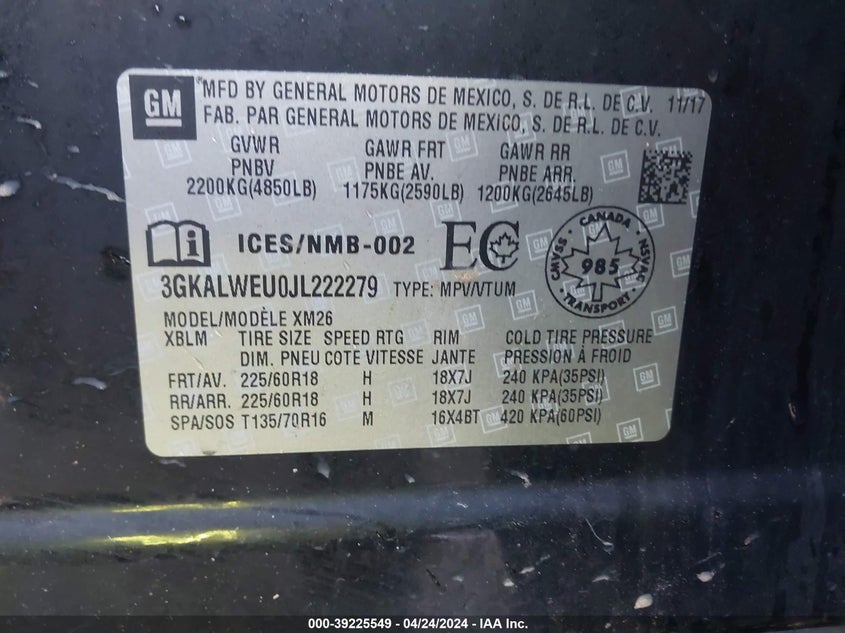 GM
MFD BY GENERAL MOTORS DE MEXICO, S. DE R.L. DE C.V. 11/17
FAB. PAR GENERAL MOTORS DE MEXICO, S. DE R.L. DE C.V.
GVWR GAWR FRT GAWR RR
PNBV PNBE AV. PNBE ARR.
2200KG(4850LB) 1175KG(2590LB) 1200KG(2645LB)
i ICES/NMB-002 EC
CANADA
CMVSS 985 NSVAC
TRANSPORT
3GKALWEU0JL222279 TYPE: MPV/VTUM
MODEL/MODÈLE XM26
XBLM TIRE SIZE SPEED RTG RIM COLD TIRE PRESSURE
DIM. PNEU COTE VITESSE JANTE PRESSION À FROID
FRT/AV. 225/60R18 H 18X7J 240 KPA(35PSI)
RR/ARR. 225/60R18 H 18X7J 240 KPA(35PSI)
SPA/SOS T135/70R16 M 16X4BT 420 KPA(60PSI)
000-39225549 - 04/24/2024 - IAA Inc.